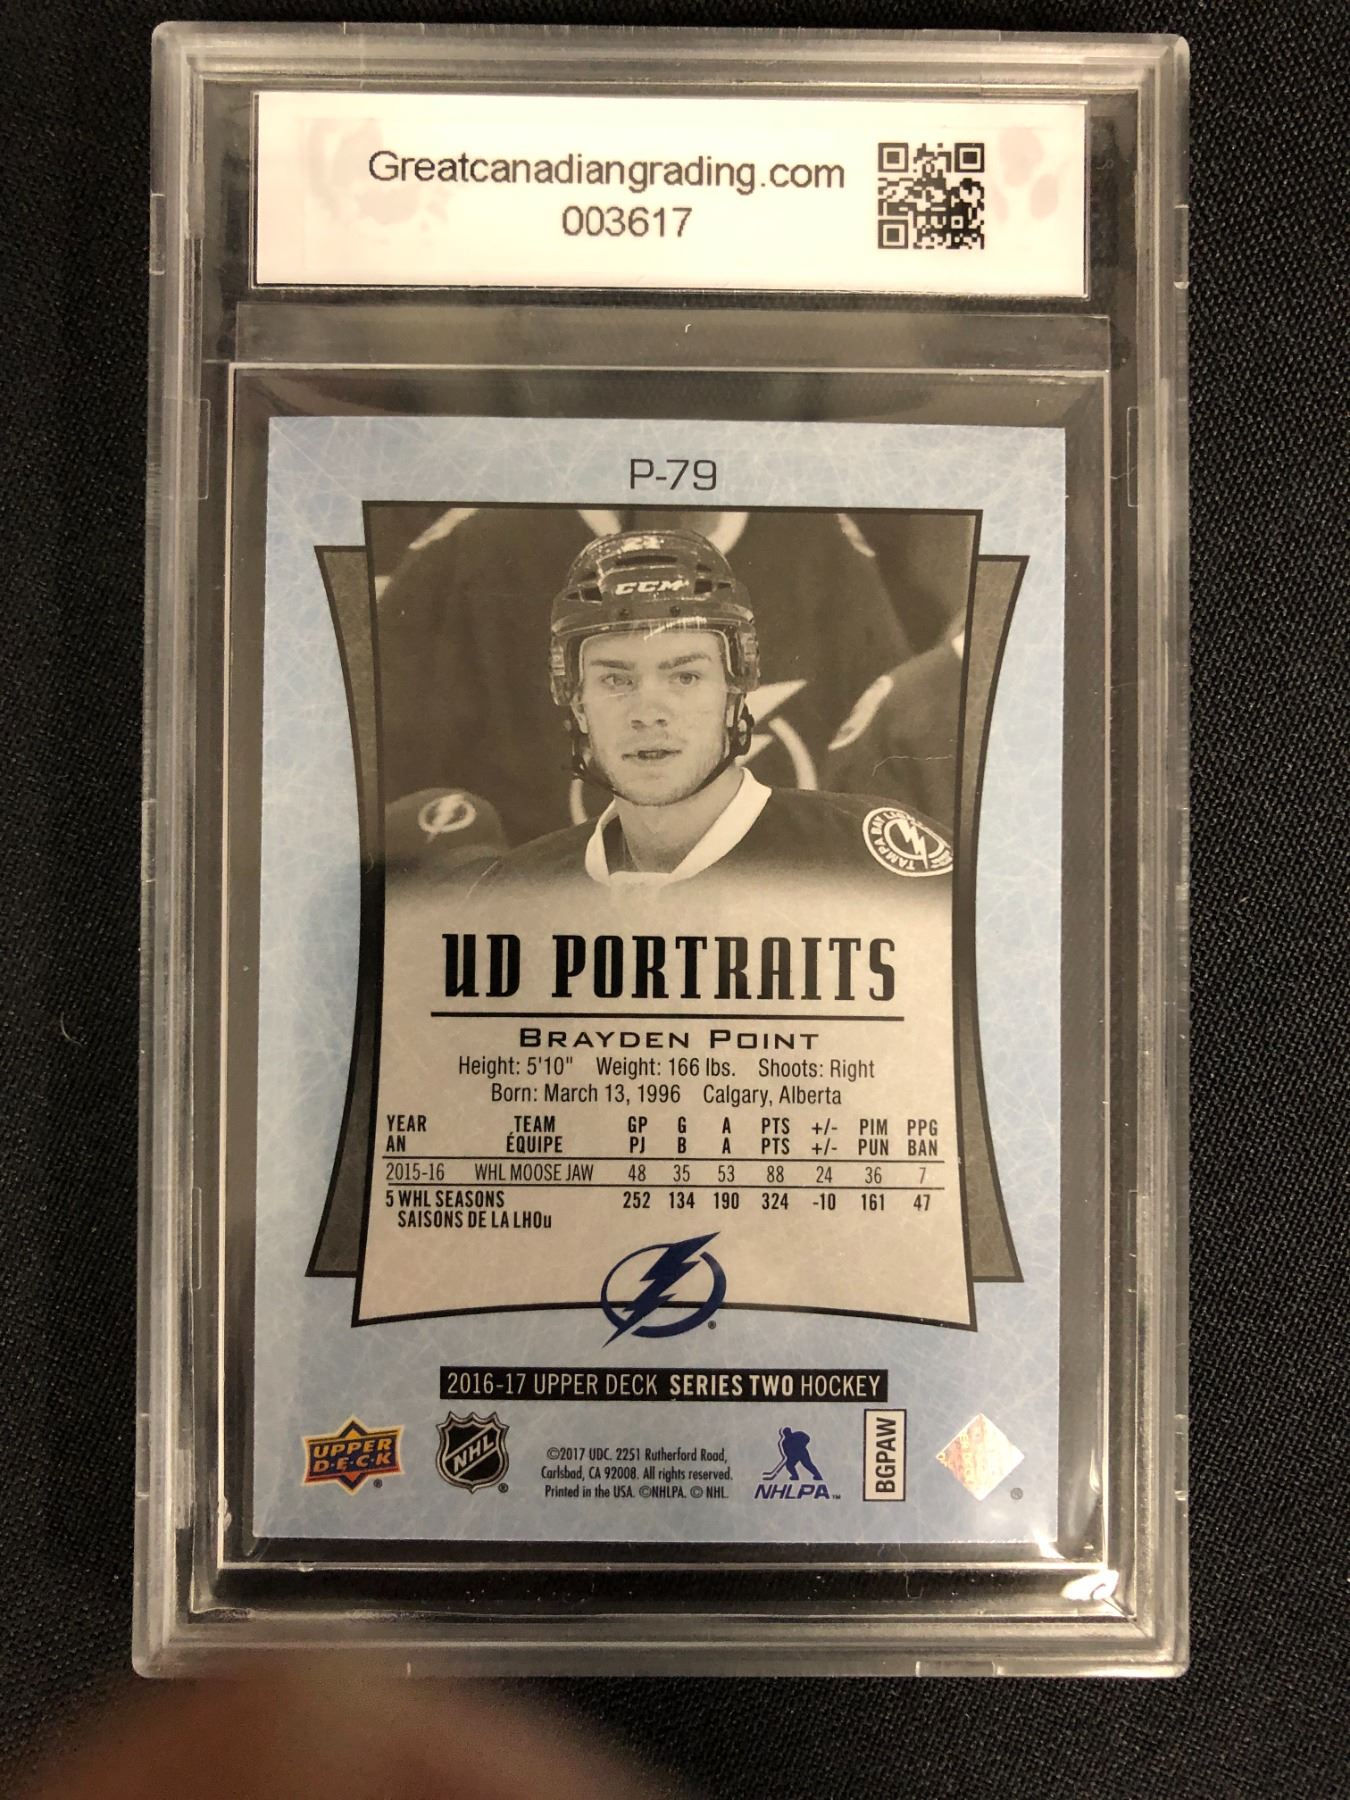 Greatcanadiangrading.com
003617
P-79
CCM
TAMPA BAY
UD PORTRAITS
BRAYDEN POINT
Height: 5'10" Weight: 166 lbs. Shoots: Right
Born: March 13, 1996 Calgary, Alberta
YEAR TEAM GP G A PTS +/- PIM PPG
AN ÉQUIPE PJ B A PTS +/- PUN BAN
2015-16 WHL MOOSE JAW 48 35 53 88 24 36 7
5 WHL SEASONS 252 134 190 324 -10 161 47
SAISONS DE LA LHOu
®
2016-17 UPPER DECK SERIES TWO HOCKEY
UPPER D·E·C·K ®
NHL ®
©2017 UDC. 2251 Rutherford Road,
Carlsbad, CA 92008. All rights reserved.
Printed in the USA. ©NHLPA. © NHL.
NHLPA™
BGPAW
®